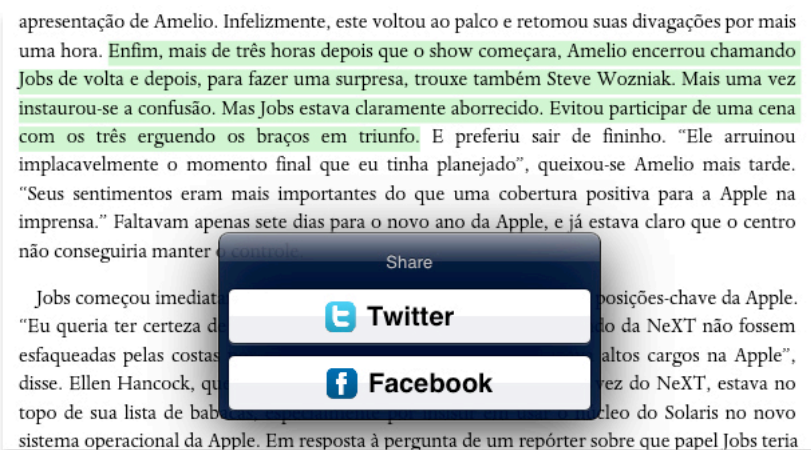 apresentação de Amelio. Infelizmente, este voltou ao palco e retomou suas divagações por mais
uma hora. Enfim, mais de três horas depois que o show começara, Amelio encerrou chamando
Jobs de volta e depois, para fazer uma surpresa, trouxe também Steve Wozniak. Mais uma vez
instaurou-se a confusão. Mas Jobs estava claramente aborrecido. Evitou participar de uma cena
com os três erguendo os braços em triunfo. E preferiu sair de fininho. “Ele arruinou
implacavelmente o momento final que eu tinha planejado”, queixou-se Amelio mais tarde.
“Seus sentimentos eram mais importantes do que uma cobertura positiva para a Apple na
imprensa.” Faltavam apenas sete dias para o novo ano da Apple, e já estava claro que o centro
não conseguiria manter o controle.
Share
Jobs começou posições-chave da Apple.
Twitter
“Eu queria ter certeza do da NeXT não fossem
esfaqueadas pelas costas altos cargos na Apple”,
Facebook
disse. Ellen Hancock, vez do NeXT, estava no
topo de sua lista de babacas, especialmente por insistir em usar o núcleo do Solaris no novo
sistema operacional da Apple. Em resposta à pergunta de um repórter sobre que papel Jobs teria